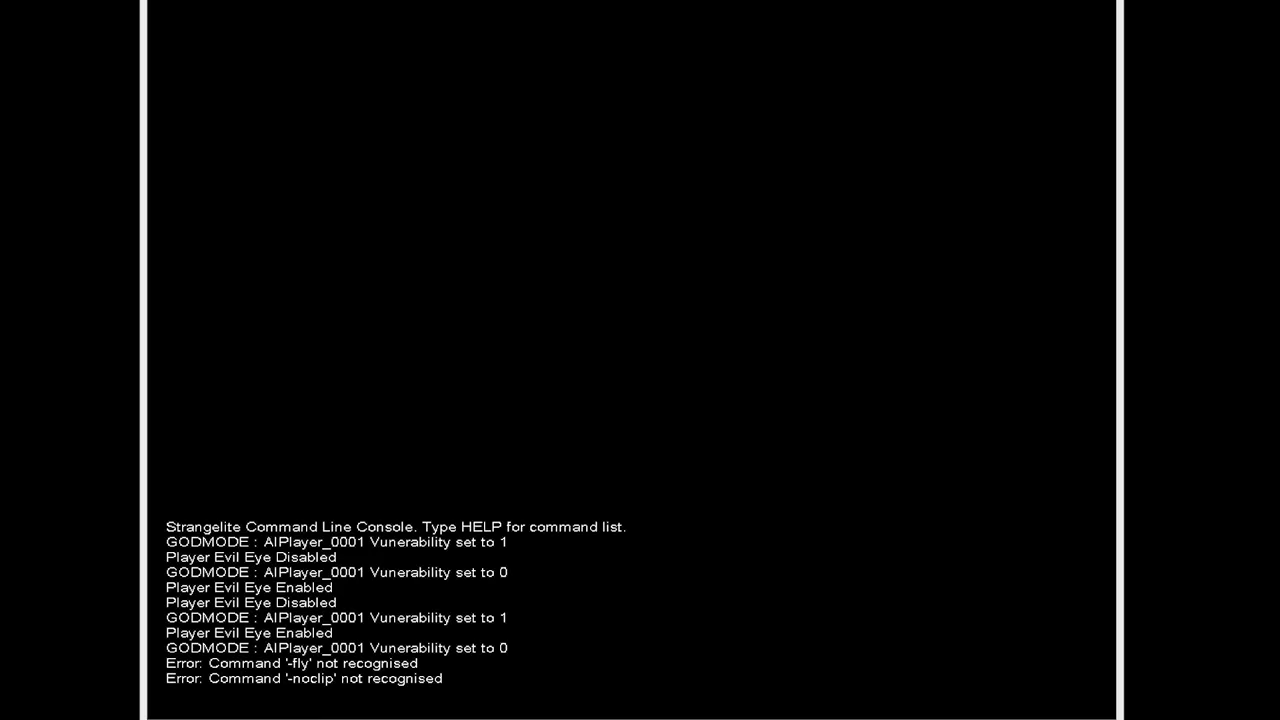 Strangelite Command Line Console. Type HELP for command list.
GODMODE : AIPlayer_0001 Vunerability set to 1
Player Evil Eye Disabled
GODMODE : AIPlayer_0001 Vunerability set to 0
Player Evil Eye Enabled
Player Evil Eye Disabled
GODMODE : AIPlayer_0001 Vunerability set to 1
Player Evil Eye Enabled
GODMODE : AIPlayer_0001 Vunerability set to 0
Error: Command '-fly' not recognised
Error: Command '-noclip' not recognised